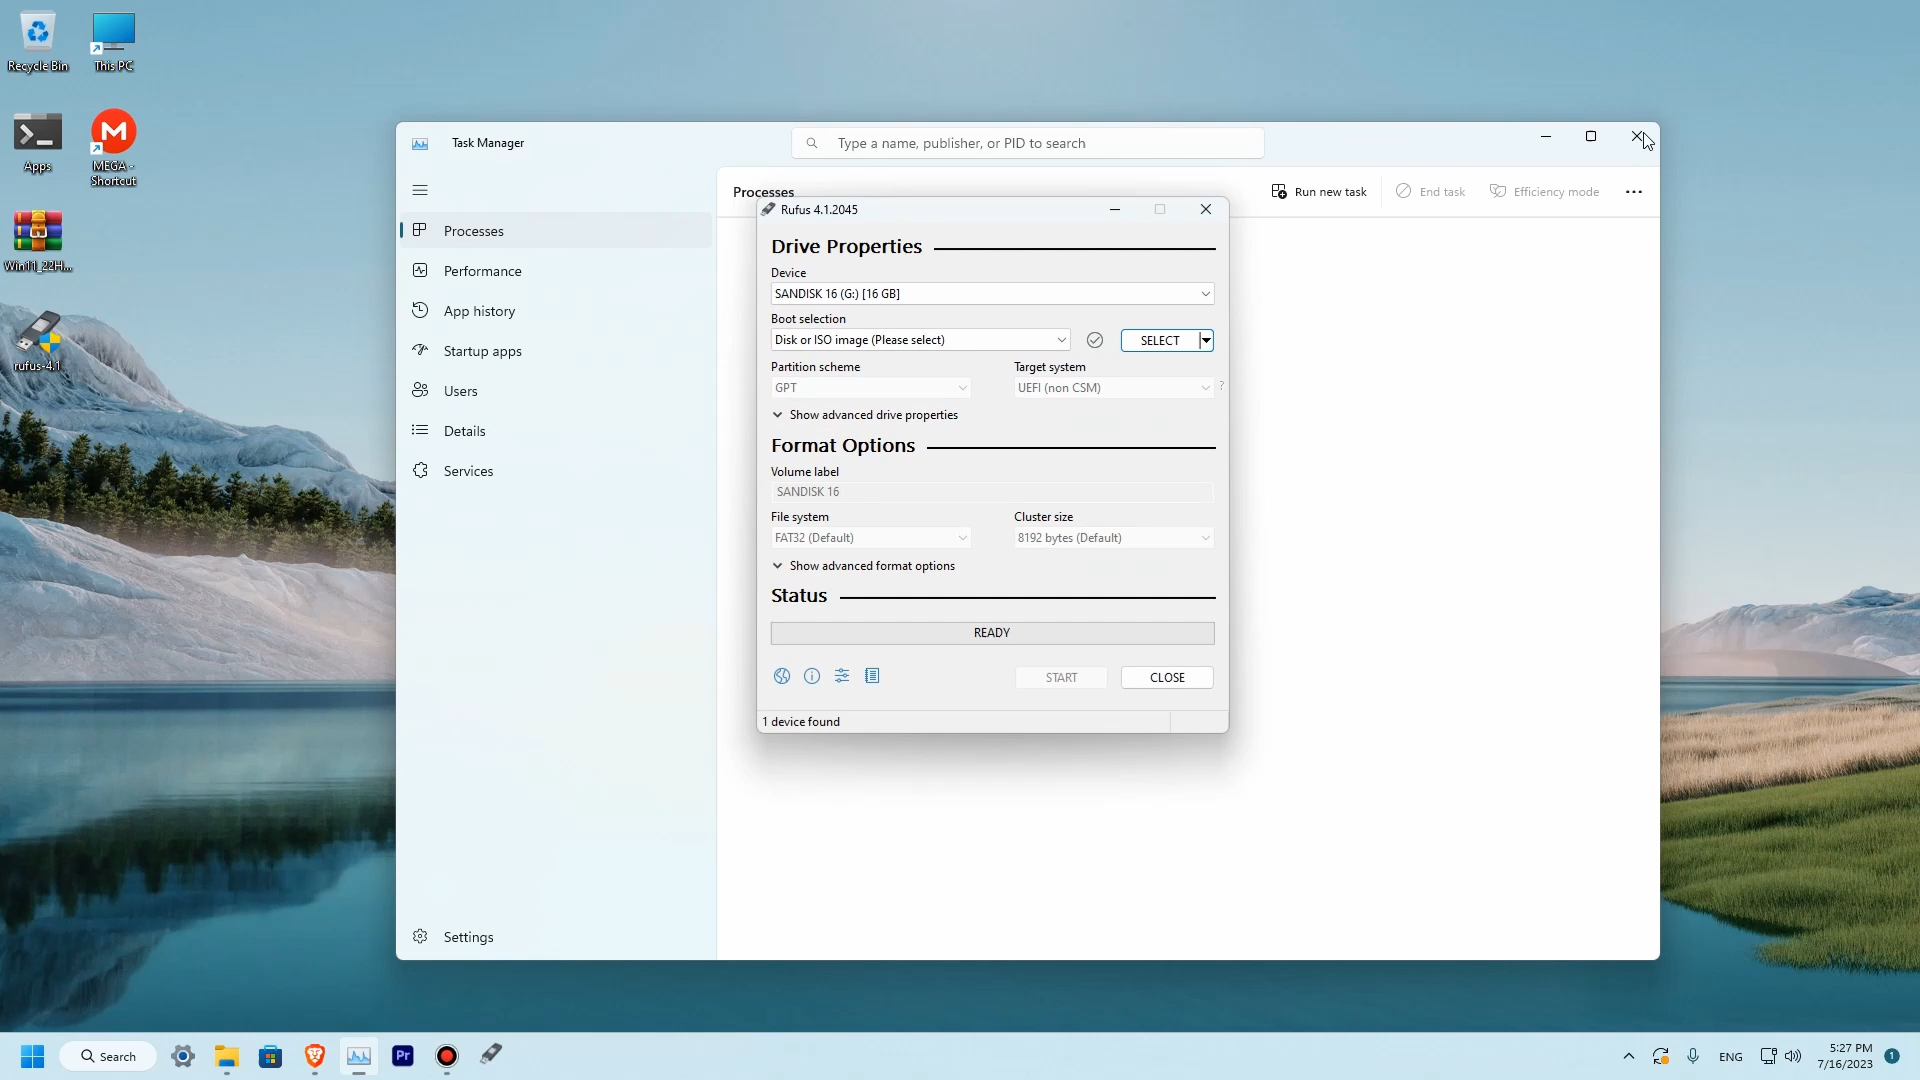 Recycle Bin
This PC
Apps
MEGA -
Shortcut
Win11_22H...
rufus-4.1
Task Manager
Type a name, publisher, or PID to search
Processes
Run new task
End task
Efficiency mode
Processes
Performance
App history
Startup apps
Users
Details
Services
Settings
Rufus 4.1.2045
Drive Properties
Device
SANDISK 16 (G:) [16 GB]
Boot selection
Disk or ISO image (Please select)
SELECT
Partition scheme
Target system
GPT
UEFI (non CSM)
?
Show advanced drive properties
Format Options
Volume label
SANDISK 16
File system
Cluster size
FAT32 (Default)
8192 bytes (Default)
Show advanced format options
Status
READY
START
CLOSE
1 device found
Search
Pr
ENG
5:27 PM
7/16/2023
1